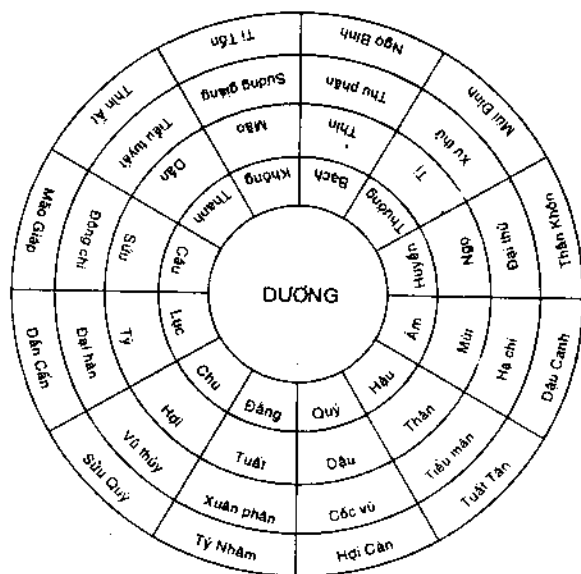 Tị Tốn
Ngọ Bính
Mùi Đinh
Thân Khôn
Dậu Canh
Tuất Tân
Hợi Càn
Tý Nhâm
Sửu Quý
Dần Cấn
Mão Giáp
Thìn Ất
Sương giáng
Thu phân
Xử thử
Đại thử
Hạ chí
Tiểu mãn
Cốc vũ
Xuân phân
Vũ thủy
Đại hàn
Đông chí
Tiểu tuyết
Mão
Thìn
Tị
Ngọ
Mùi
Thân
Dậu
Tuất
Hợi
Tý
Sửu
Dần
Không
Bạch
Thường
Huyền
Âm
Hậu
Quý
Đằng
Chu
Lục
Câu
Thanh
DƯƠNG